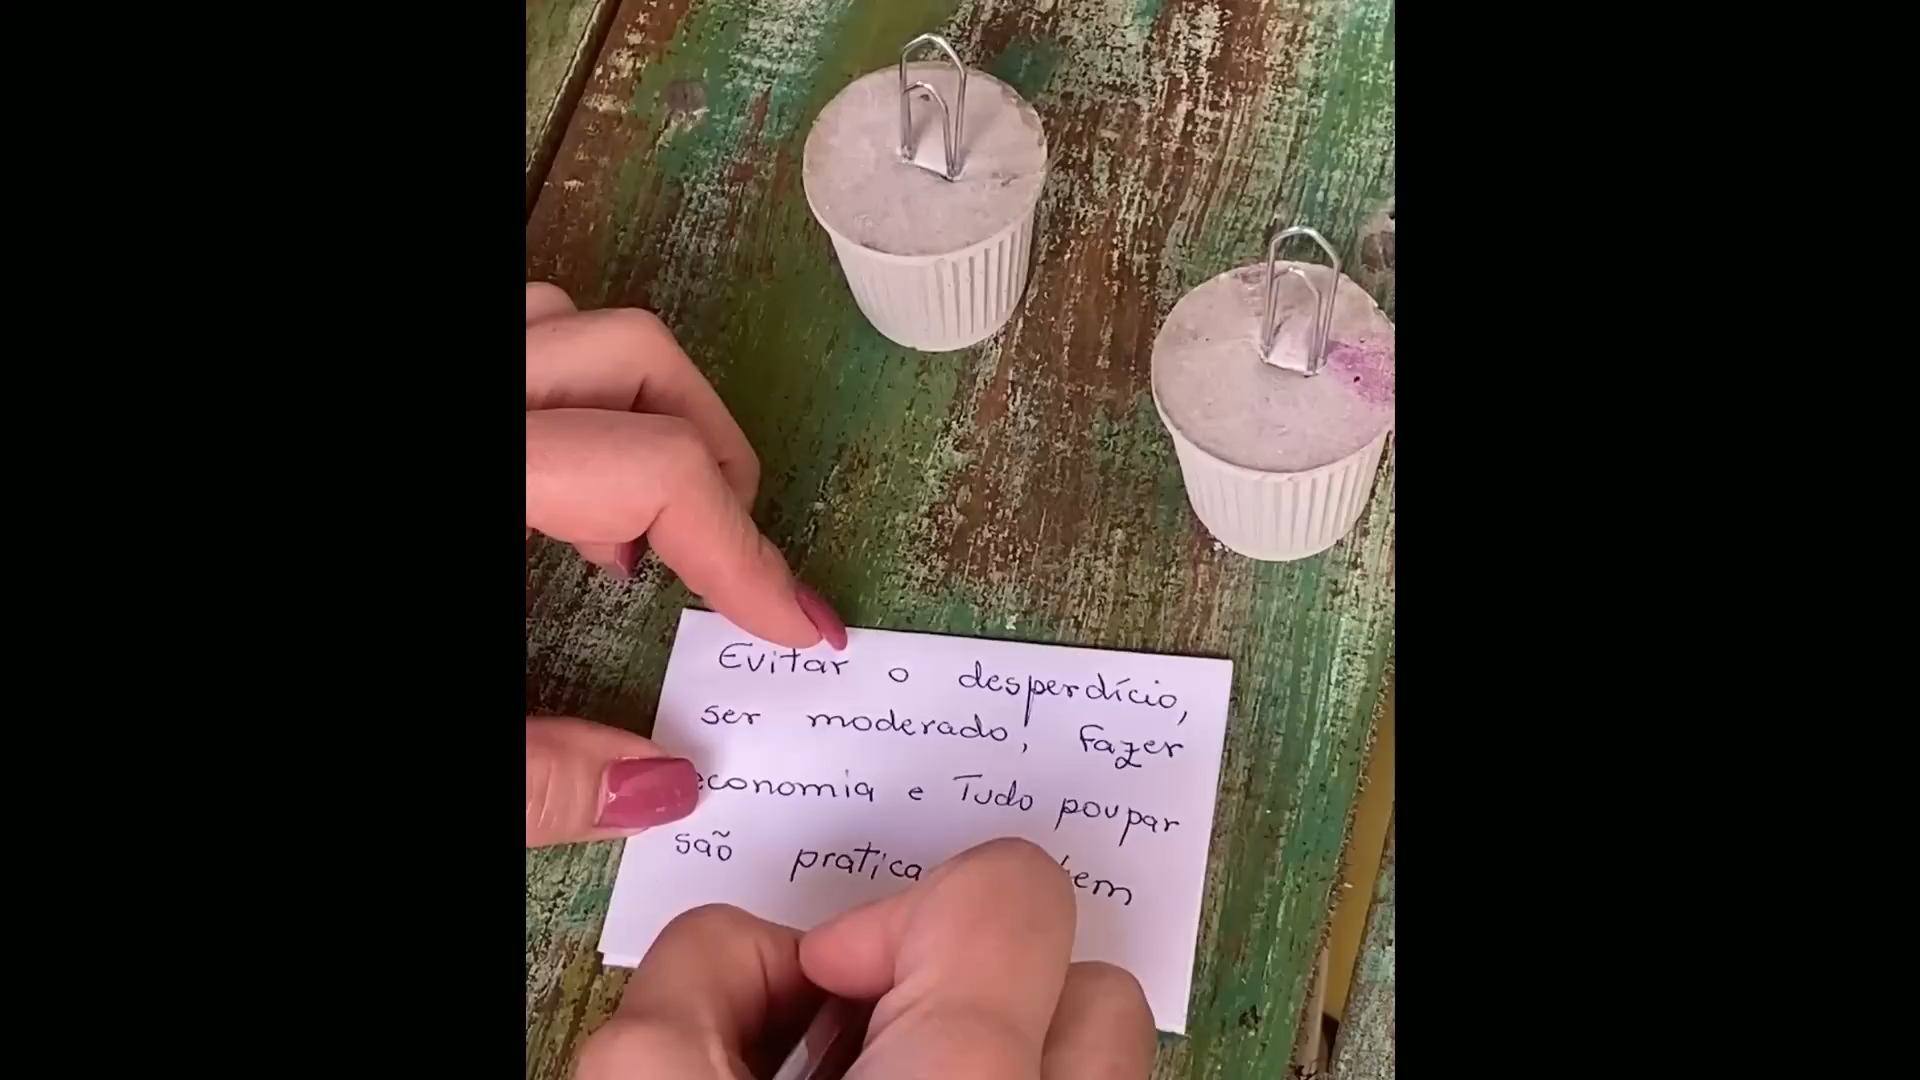 Evitar o desperdício,
ser moderado, fazer
economia e Tudo poupar
são pratica